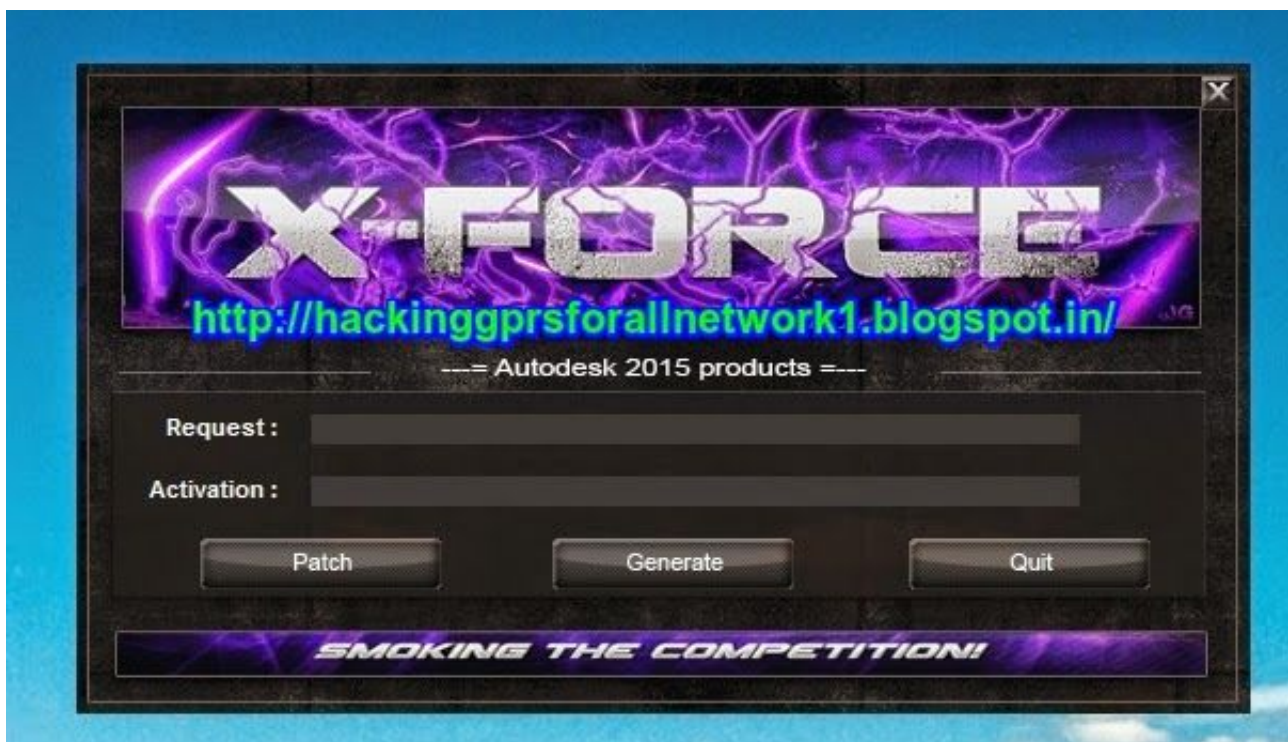 X
X-FORCE
http://hackinggprsforallnetwork1.blogspot.in/
---= Autodesk 2015 products =---
Request :
Activation :
Patch Generate Quit
SMOKING THE COMPETITION!